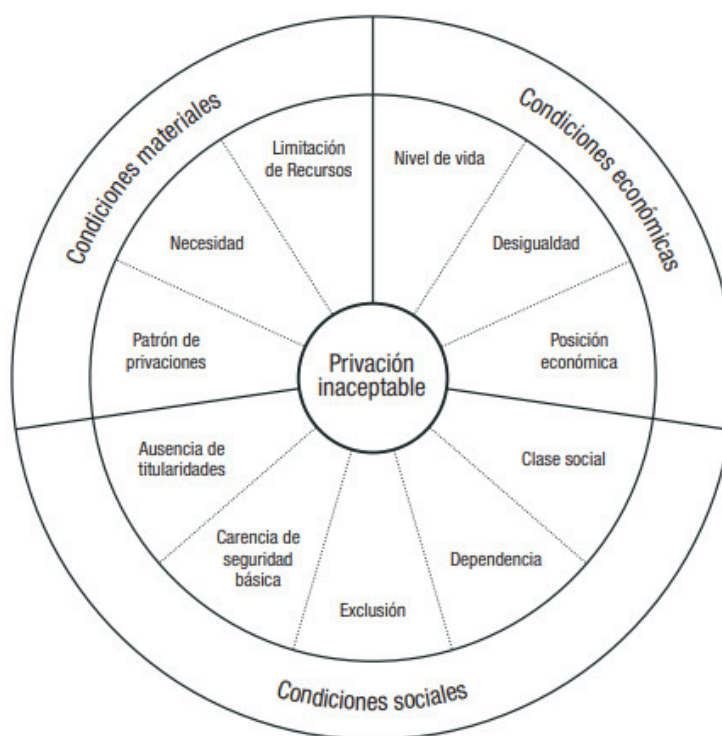 Condiciones materiales
Condiciones económicas
Limitación
de Recursos
Nivel de vida
Necesidad
Desigualdad
Patrón de
privaciones
Privación
inaceptable
Posición
económica
Ausencia de
titularidades
Clase social
Carencia de
seguridad
básica
Dependencia
Exclusión
Condiciones sociales